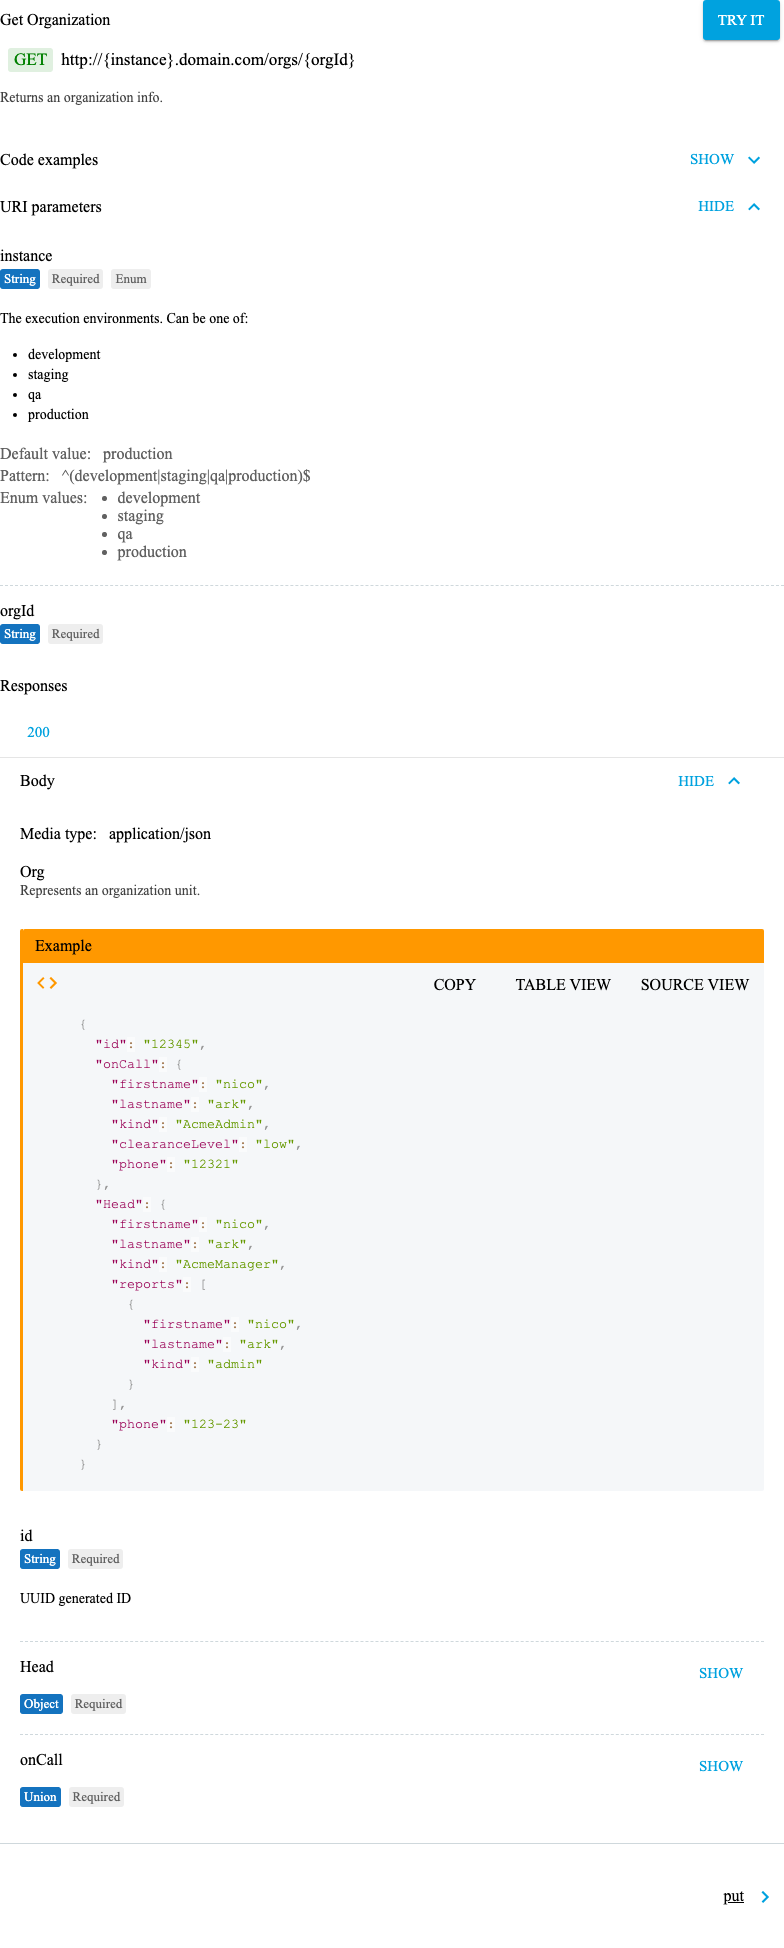 Get Organization
TRY IT
GET http://{instance}.domain.com/orgs/{orgId}
Returns an organization info.
Code examples
SHOW
URI parameters
HIDE
instance
String Required Enum
The execution environments. Can be one of:
• development
• staging
• qa
• production
Default value: production
Pattern: ^(development|staging|qa|production)$
Enum values: • development
• staging
• qa
• production
orgId
String Required
Responses
200
Body
HIDE
Media type: application/json
Org
Represents an organization unit.
Example
<> COPY TABLE VIEW SOURCE VIEW
{
  "id": "12345",
  "onCall": {
    "firstname": "nico",
    "lastname": "ark",
    "kind": "AcmeAdmin",
    "clearanceLevel": "low",
    "phone": "12321"
  },
  "Head": {
    "firstname": "nico",
    "lastname": "ark",
    "kind": "AcmeManager",
    "reports": [
      {
        "firstname": "nico",
        "lastname": "ark",
        "kind": "admin"
      }
    ],
    "phone": "123-23"
  }
}
id
String Required
UUID generated ID
Head
SHOW
Object Required
onCall
SHOW
Union Required
put